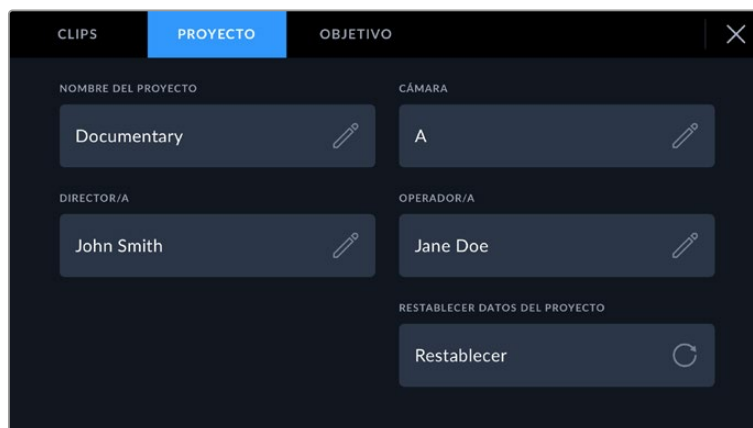 CLIPS PROYECTO OBJETIVO
NOMBRE DEL PROYECTO
Documentary
CÁMARA
A
DIRECTOR/A
John Smith
OPERADOR/A
Jane Doe
RESTABLECER DATOS DEL PROYECTO
Restablecer